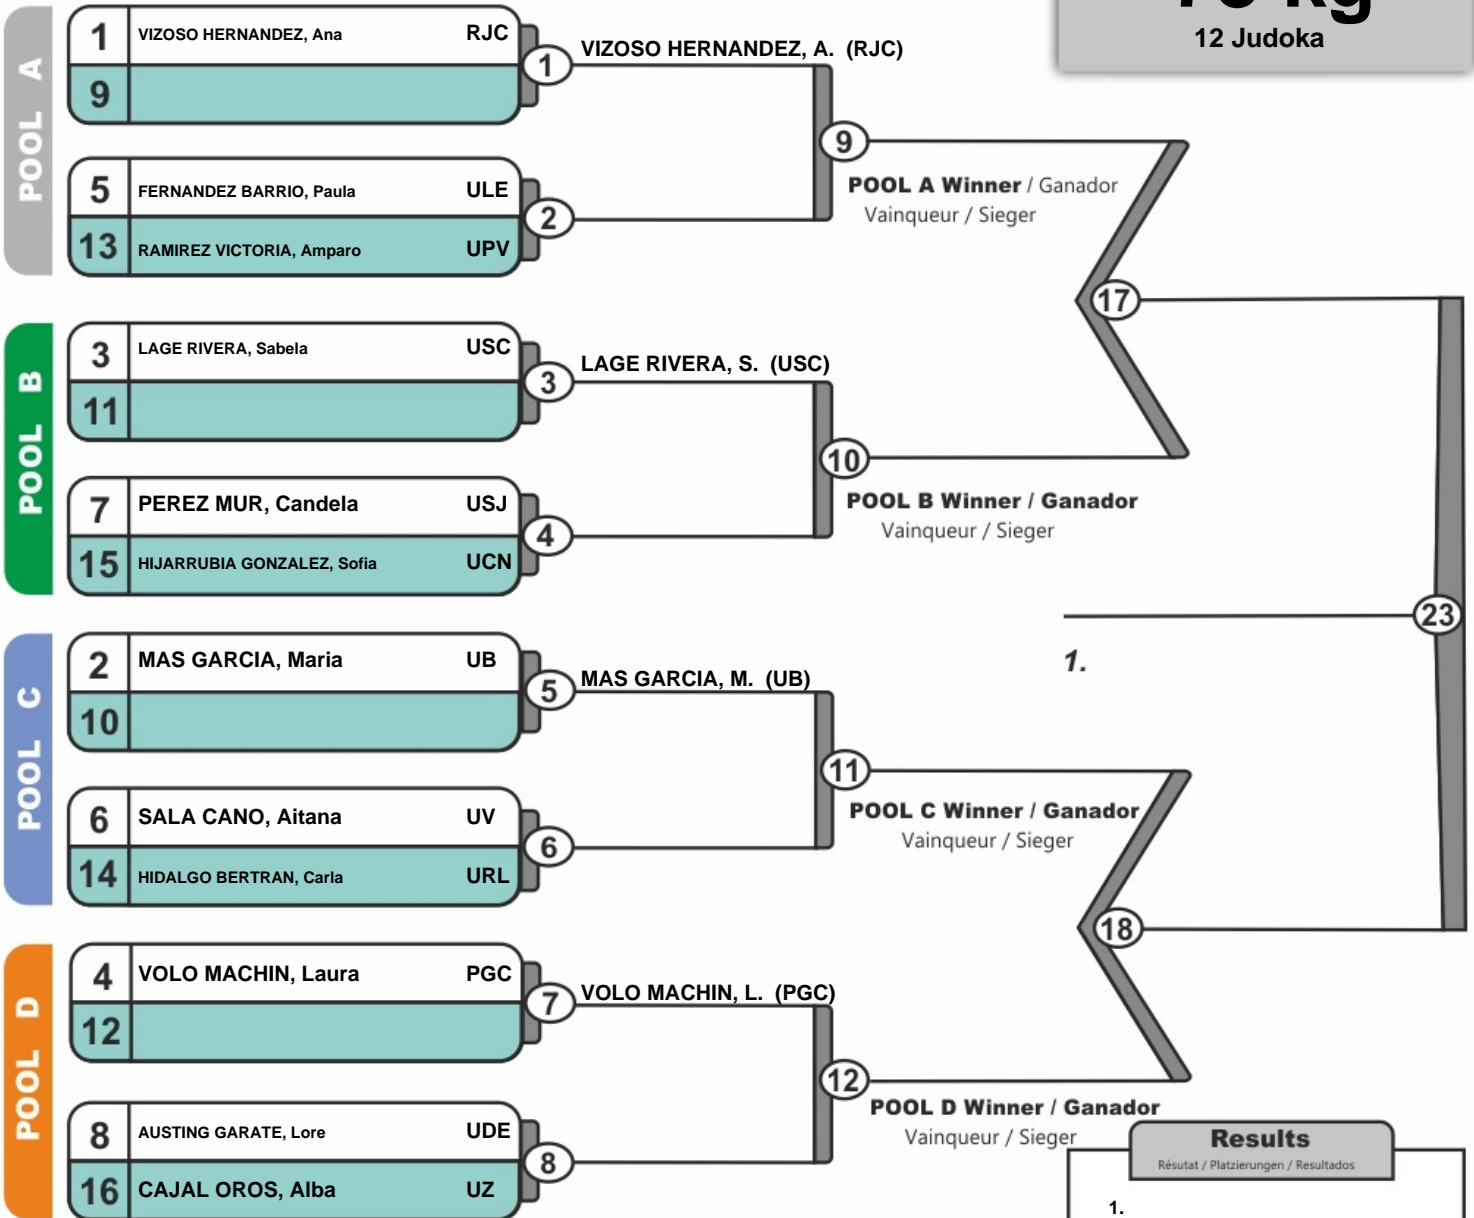 kg
12 Judoka
POOL A
1 VIZOSO HERNANDEZ, Ana RJC
9
1 VIZOSO HERNANDEZ, A. (RJC)
5 FERNANDEZ BARRIO, Paula ULE
13 RAMIREZ VICTORIA, Amparo UPV
2
9
POOL A Winner / Ganador
Vainqueur / Sieger
17
POOL B
3 LAGE RIVERA, Sabela USC
11
3 LAGE RIVERA, S. (USC)
7 PEREZ MUR, Candela USJ
15 HIJARRUBIA GONZALEZ, Sofia UCN
4
10
POOL B Winner / Ganador
Vainqueur / Sieger
23
1.
POOL C
2 MAS GARCIA, Maria UB
10
5 MAS GARCIA, M. (UB)
6 SALA CANO, Aitana UV
14 HIDALGO BERTRAN, Carla URL
6
11
POOL C Winner / Ganador
Vainqueur / Sieger
18
POOL D
4 VOLO MACHIN, Laura PGC
12
7 VOLO MACHIN, L. (PGC)
8 AUSTING GARATE, Lore UDE
16 CAJAL OROS, Alba UZ
8
12
POOL D Winner / Ganador
Vainqueur / Sieger
Results
Résutat / Platzierungen / Resultados
1.